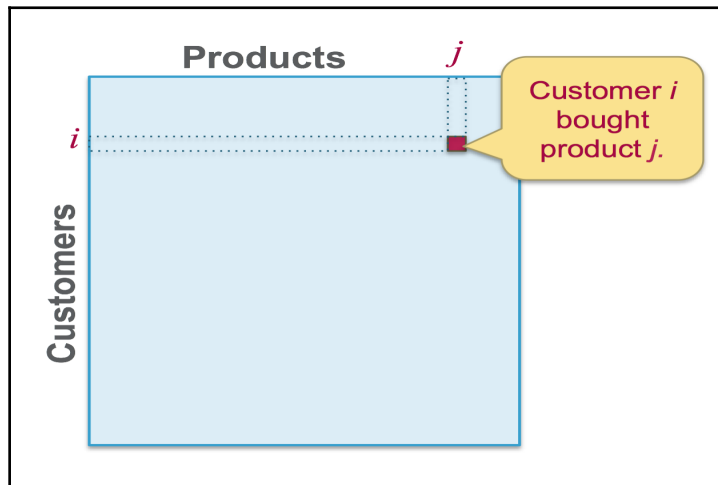 Products
j
Customer i
bought
product j.
i
Customers